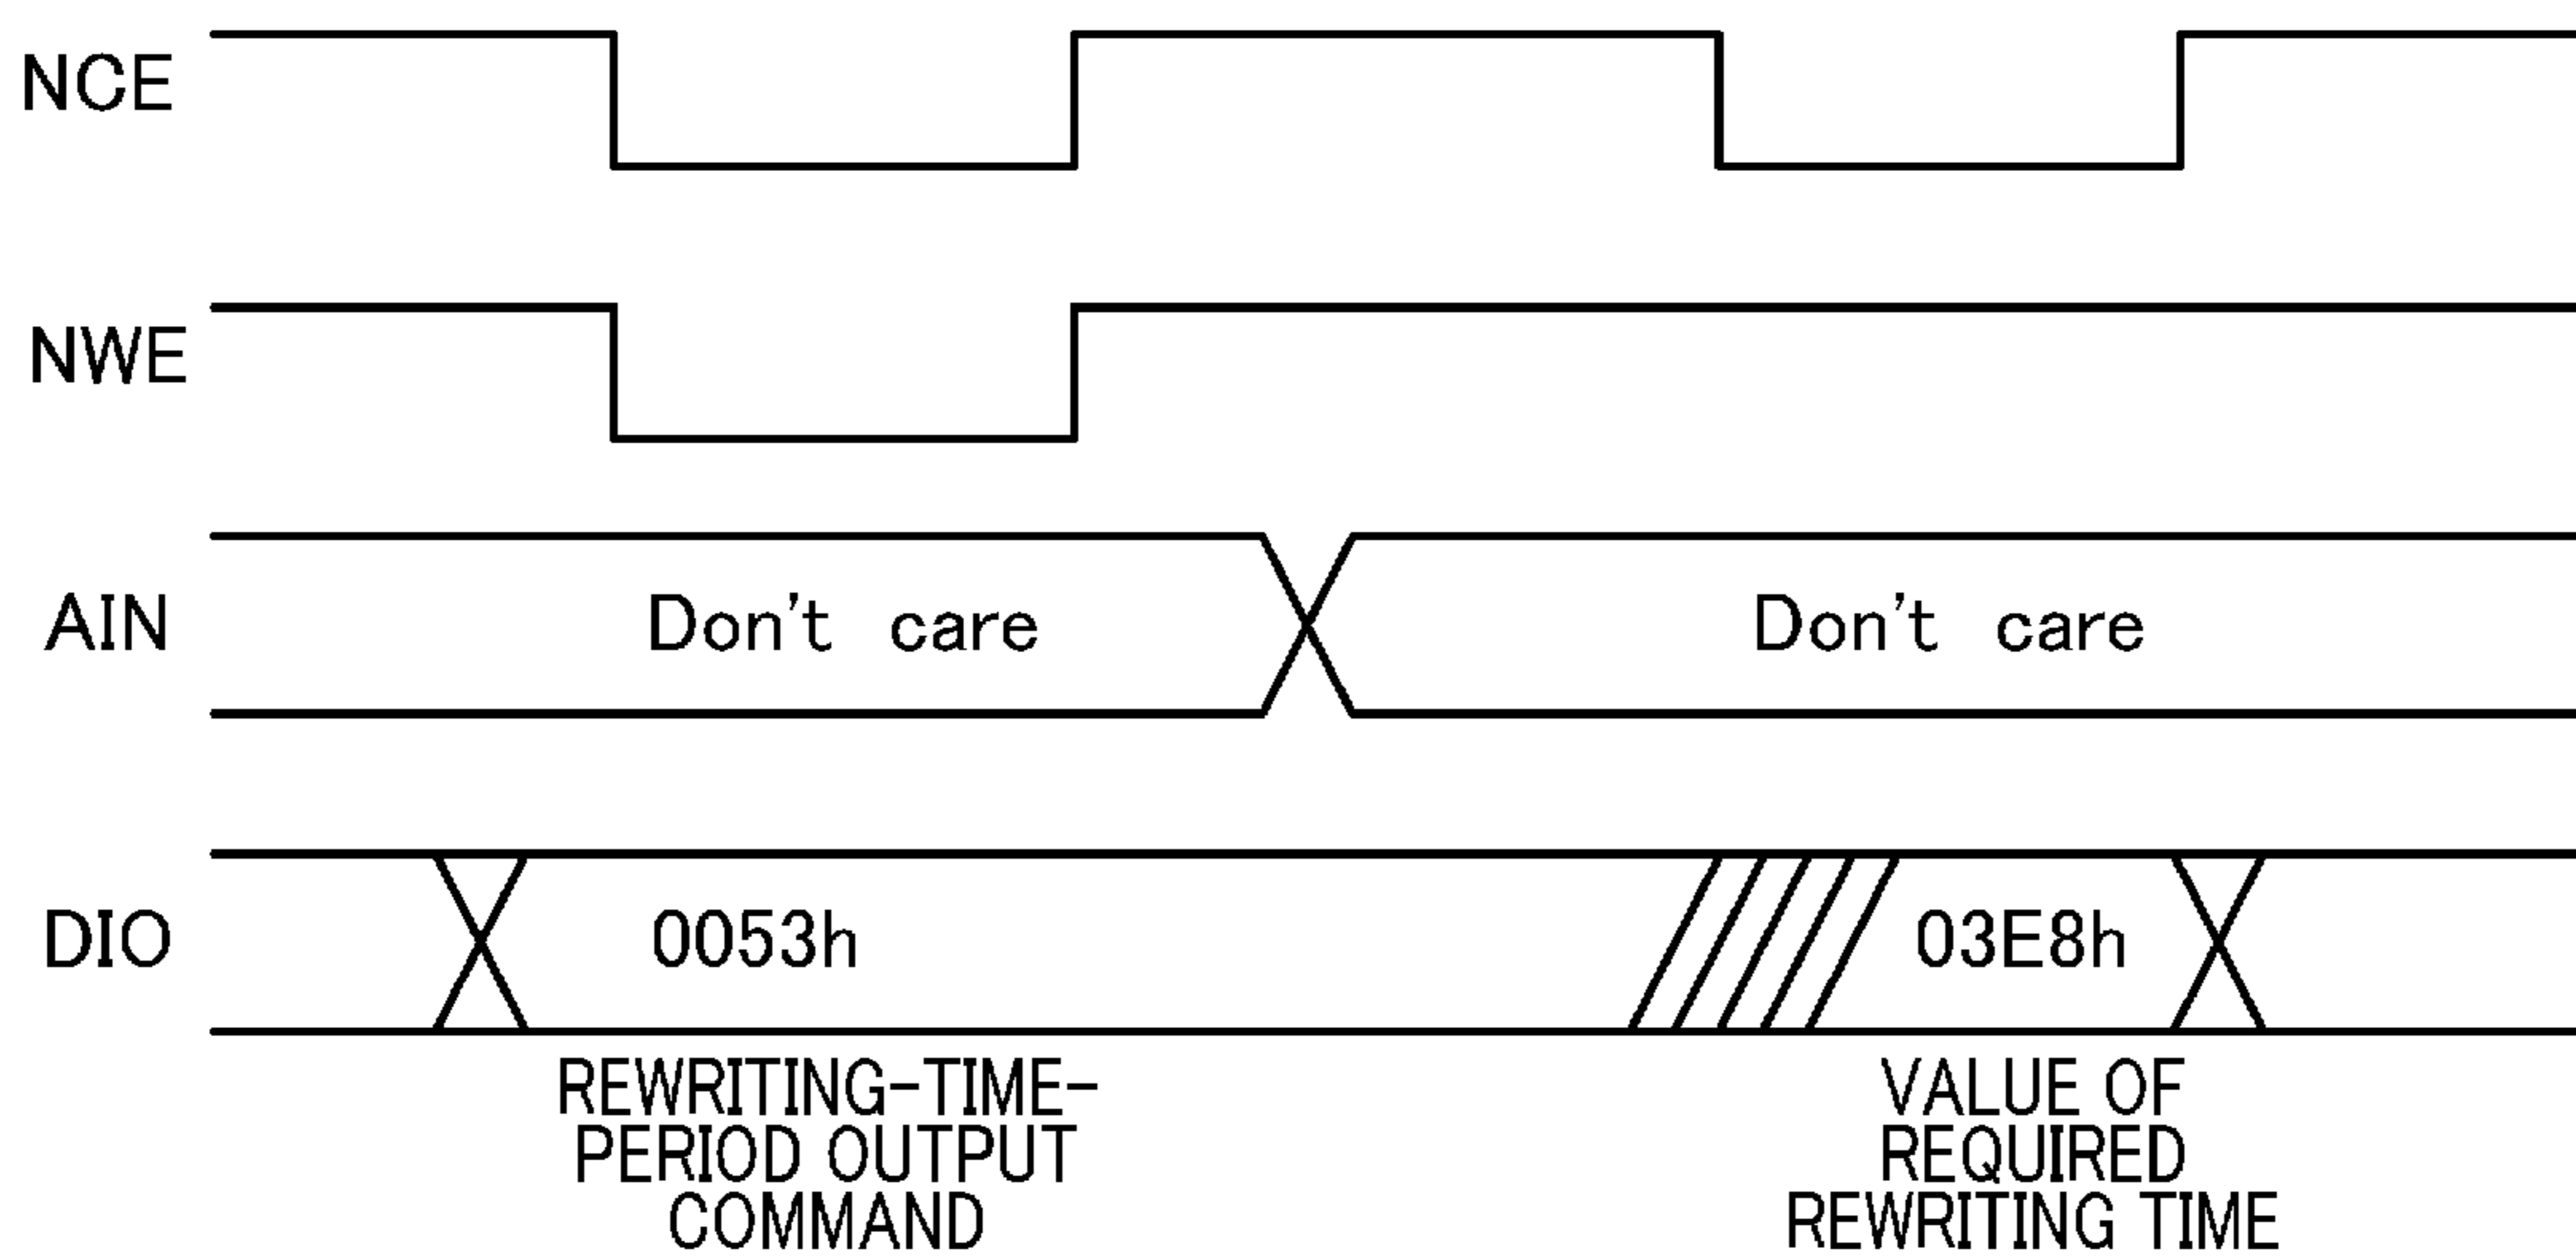 NCE
NWE
AIN Don't care Don't care
DIO 0053h 03E8h
REWRITING-TIME-
PERIOD OUTPUT
COMMAND
VALUE OF
REQUIRED
REWRITING TIME